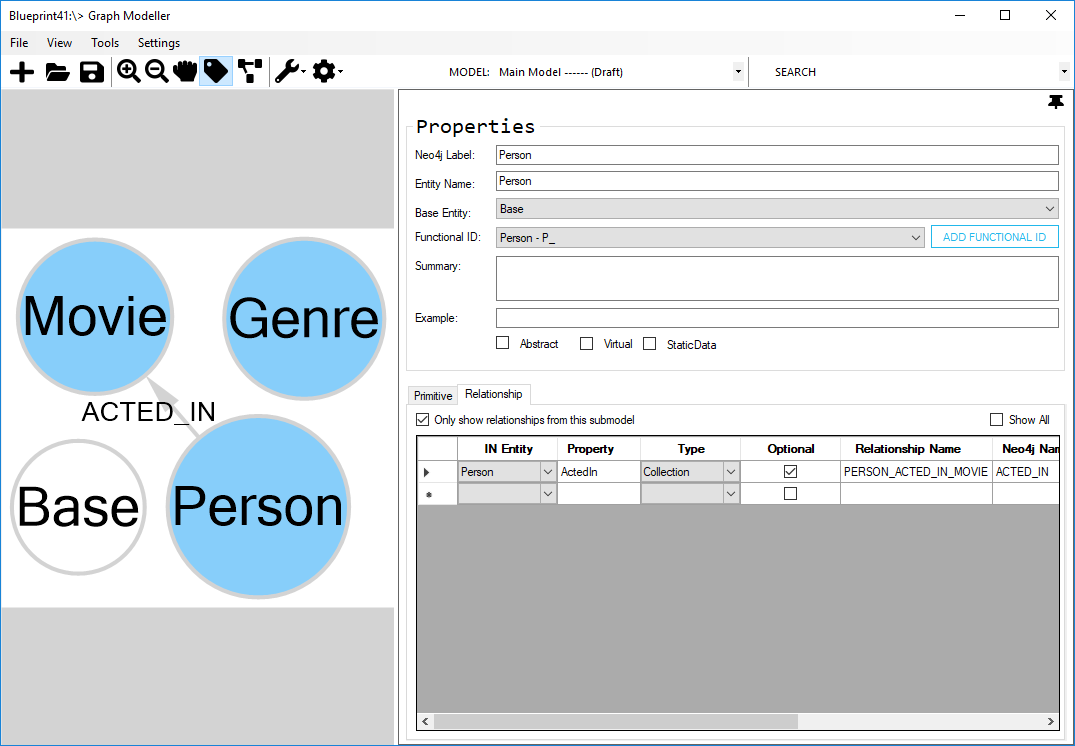 Blueprint41:\> Graph Modeller
File View Tools Settings
MODEL: Main Model ------ (Draft) SEARCH
Movie
Genre
ACTED_IN
Base
Person
Properties
Neo4j Label: Person
Entity Name: Person
Base Entity: Base
Functional ID: Person - P_ ADD FUNCTIONAL ID
Summary:
Example:
Abstract Virtual StaticData
Primitive Relationship
Only show relationships from this submodel Show All
IN Entity Property Type Optional Relationship Name Neo4j Nam
Person ActedIn Collection PERSON_ACTED_IN_MOVIE ACTED_IN